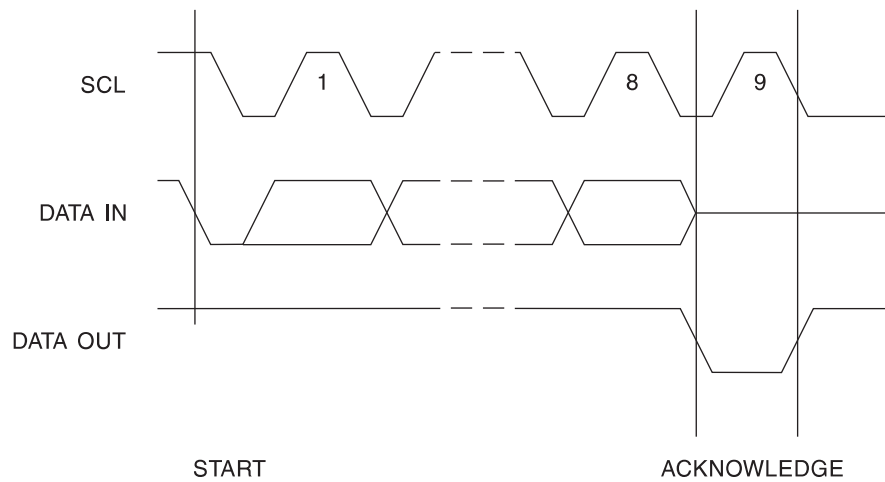 SCL
1
8
9
DATA IN
DATA OUT
START
ACKNOWLEDGE